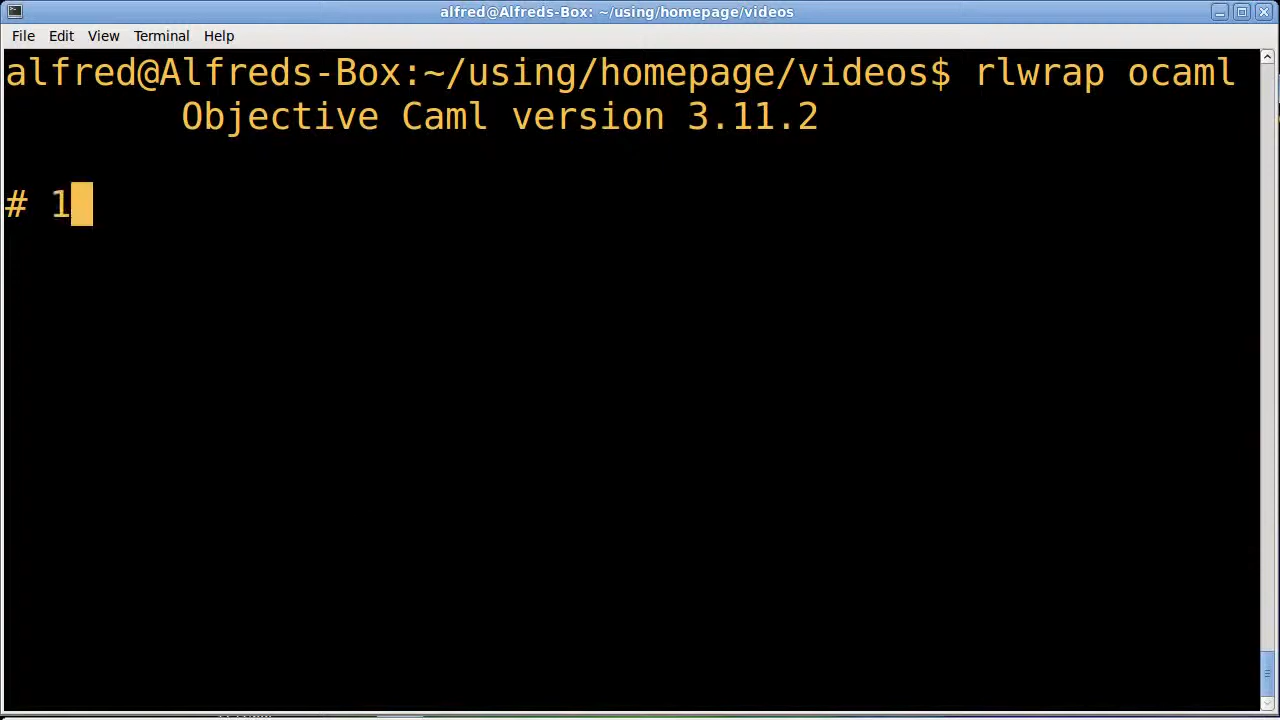 alfred@Alfreds-Box: ~/using/homepage/videos
File Edit View Terminal Help
alfred@Alfreds-Box:~/using/homepage/videos$ rlwrap ocaml
Objective Caml version 3.11.2
# 1